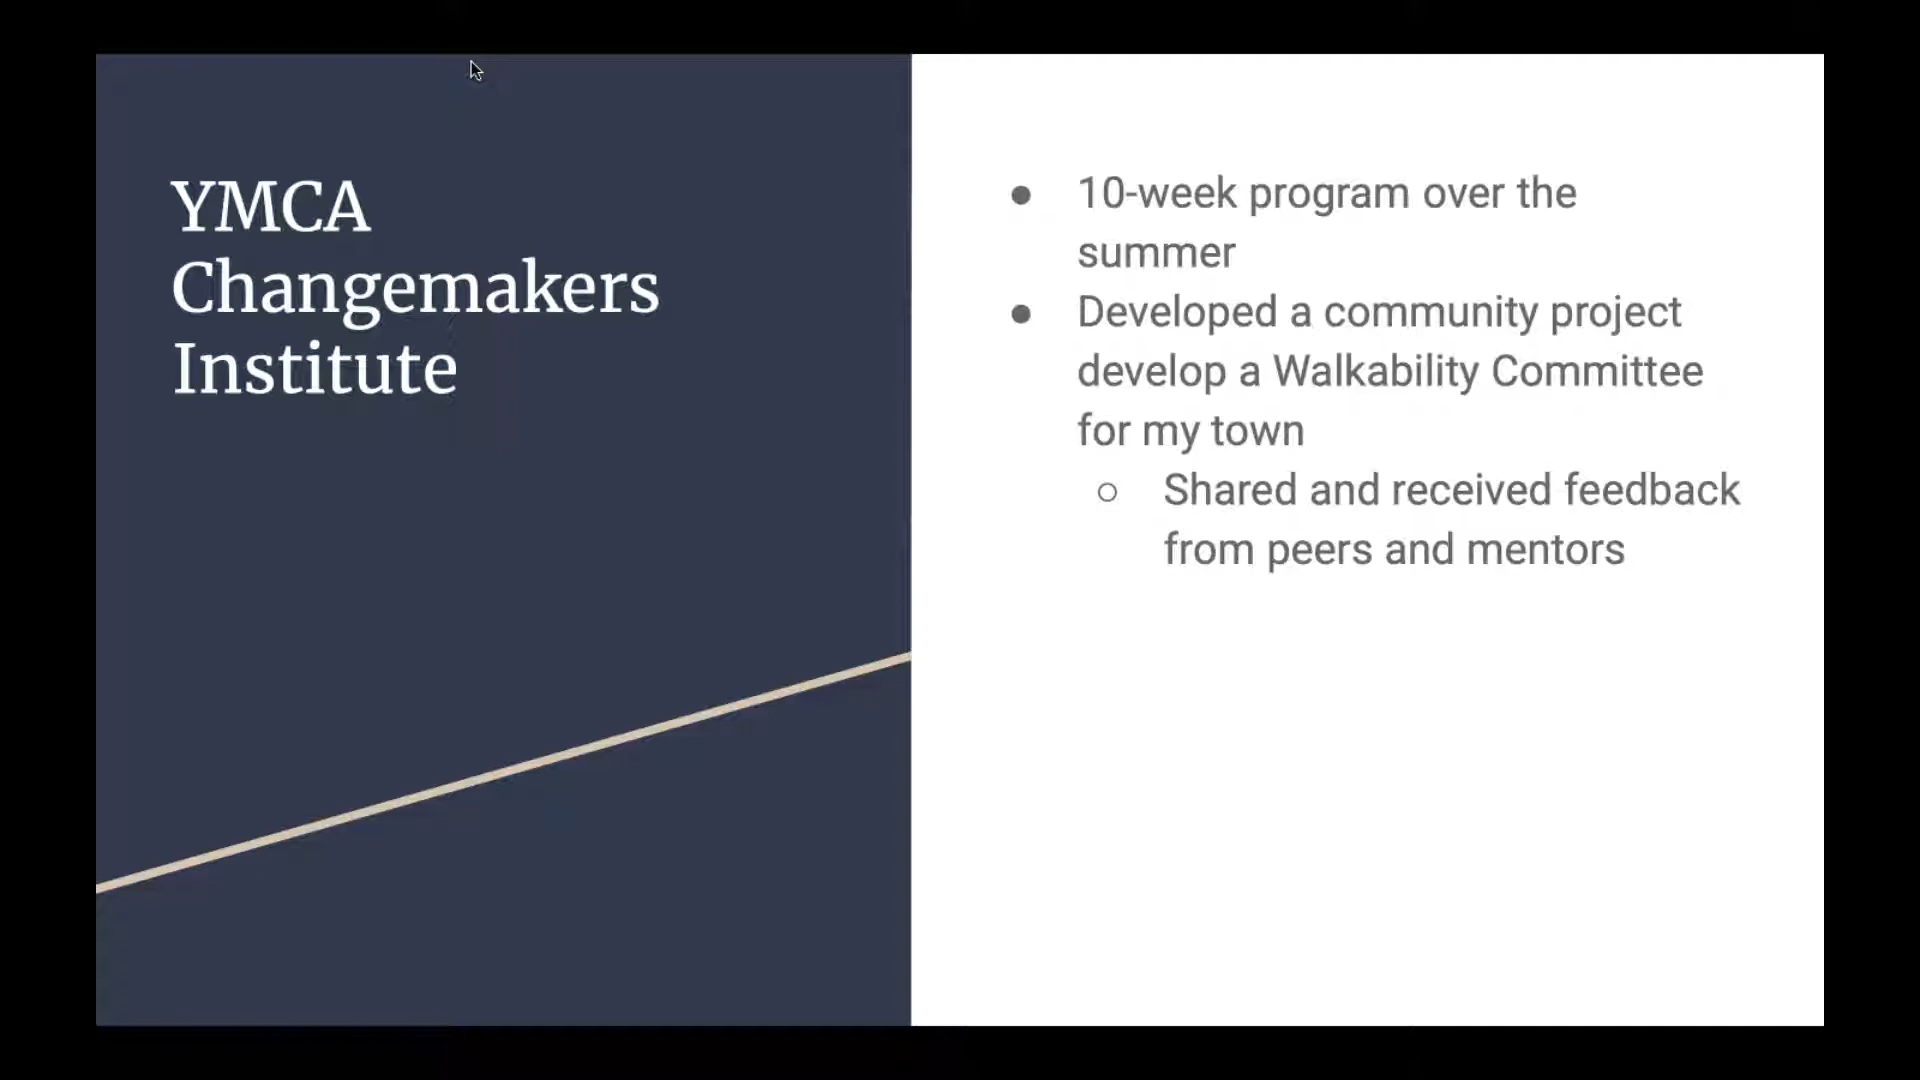 YMCA
Changemakers
Institute
● 10-week program over the
summer
● Developed a community project
develop a Walkability Committee
for my town
○ Shared and received feedback
from peers and mentors